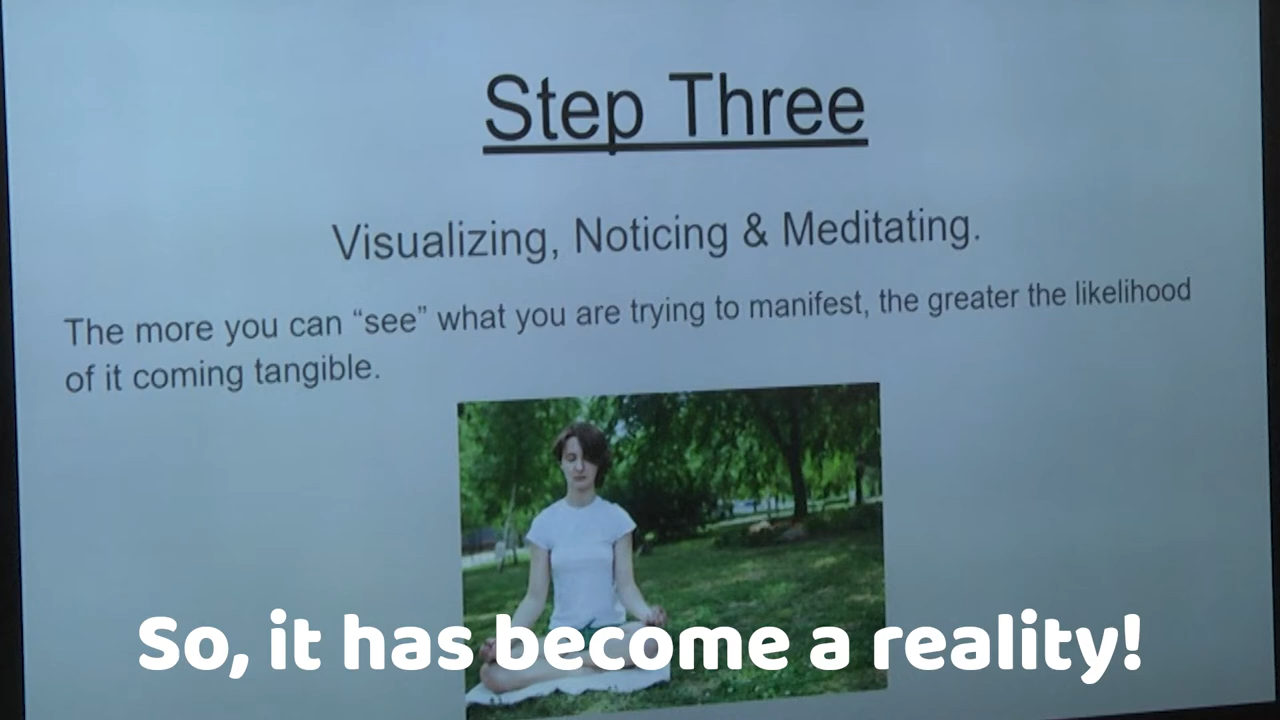 Step Three
Visualizing, Noticing & Meditating.
The more you can “see” what you are trying to manifest, the greater the likelihood
of it coming tangible.
So, it has become a reality!